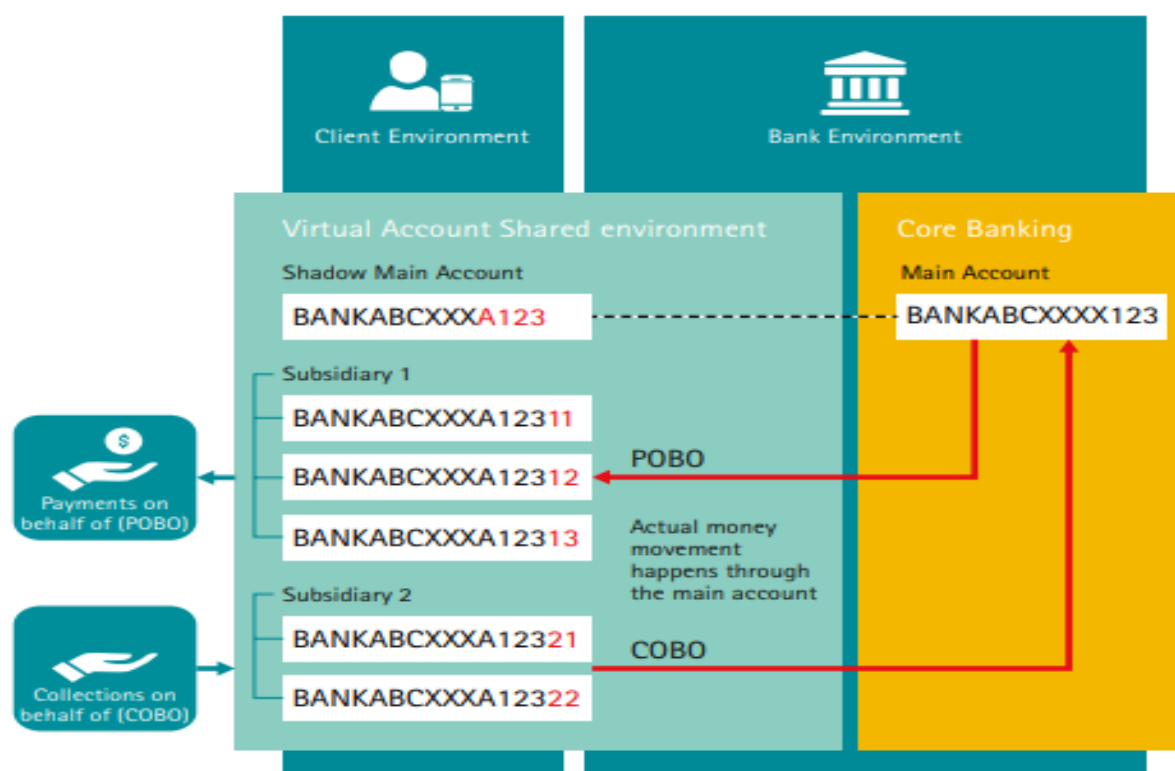 Client Environment
Bank Environment
Virtual Account Shared environment
Core Banking
Shadow Main Account
Main Account
BANKABCXXXA123
BANKABCXXXX123
Subsidiary 1
BANKABCXXXA12311
BANKABCXXXA12312
BANKABCXXXA12313
$
Payments on
behalf of (POBO)
POBO
Actual money
movement
happens through
the main account
Subsidiary 2
BANKABCXXXA12321
BANKABCXXXA12322
COBO
Collections on
behalf of (COBO)